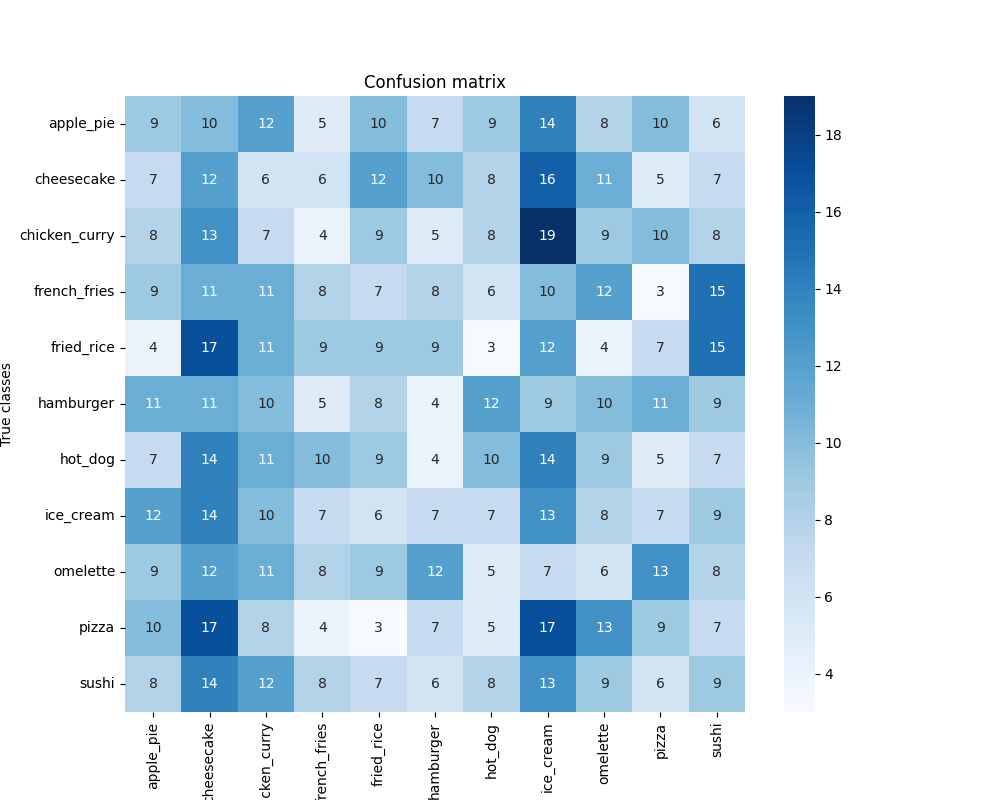 Confusion matrix
apple_pie 9 10 12 5 10 7 9 14 8 10 6
cheesecake 7 12 6 6 12 10 8 16 11 5 7
chicken_curry 8 13 7 4 9 5 8 19 9 10 8
french_fries 9 11 11 8 7 8 6 10 12 3 15
fried_rice 4 17 11 9 9 9 3 12 4 7 15
hamburger 11 11 10 5 8 4 12 9 10 11 9
hot_dog 7 14 11 10 9 4 10 14 9 5 7
ice_cream 12 14 10 7 6 7 7 13 8 7 9
omelette 9 12 11 8 9 12 5 7 6 13 8
pizza 10 17 8 4 3 7 5 17 13 9 7
sushi 8 14 12 8 7 6 8 13 9 6 9
True classes
apple_pie
cheesecake
cken_curry
french_fries
fried_rice
hamburger
hot_dog
ice_cream
omelette
pizza
sushi
18
16
14
12
10
8
6
4